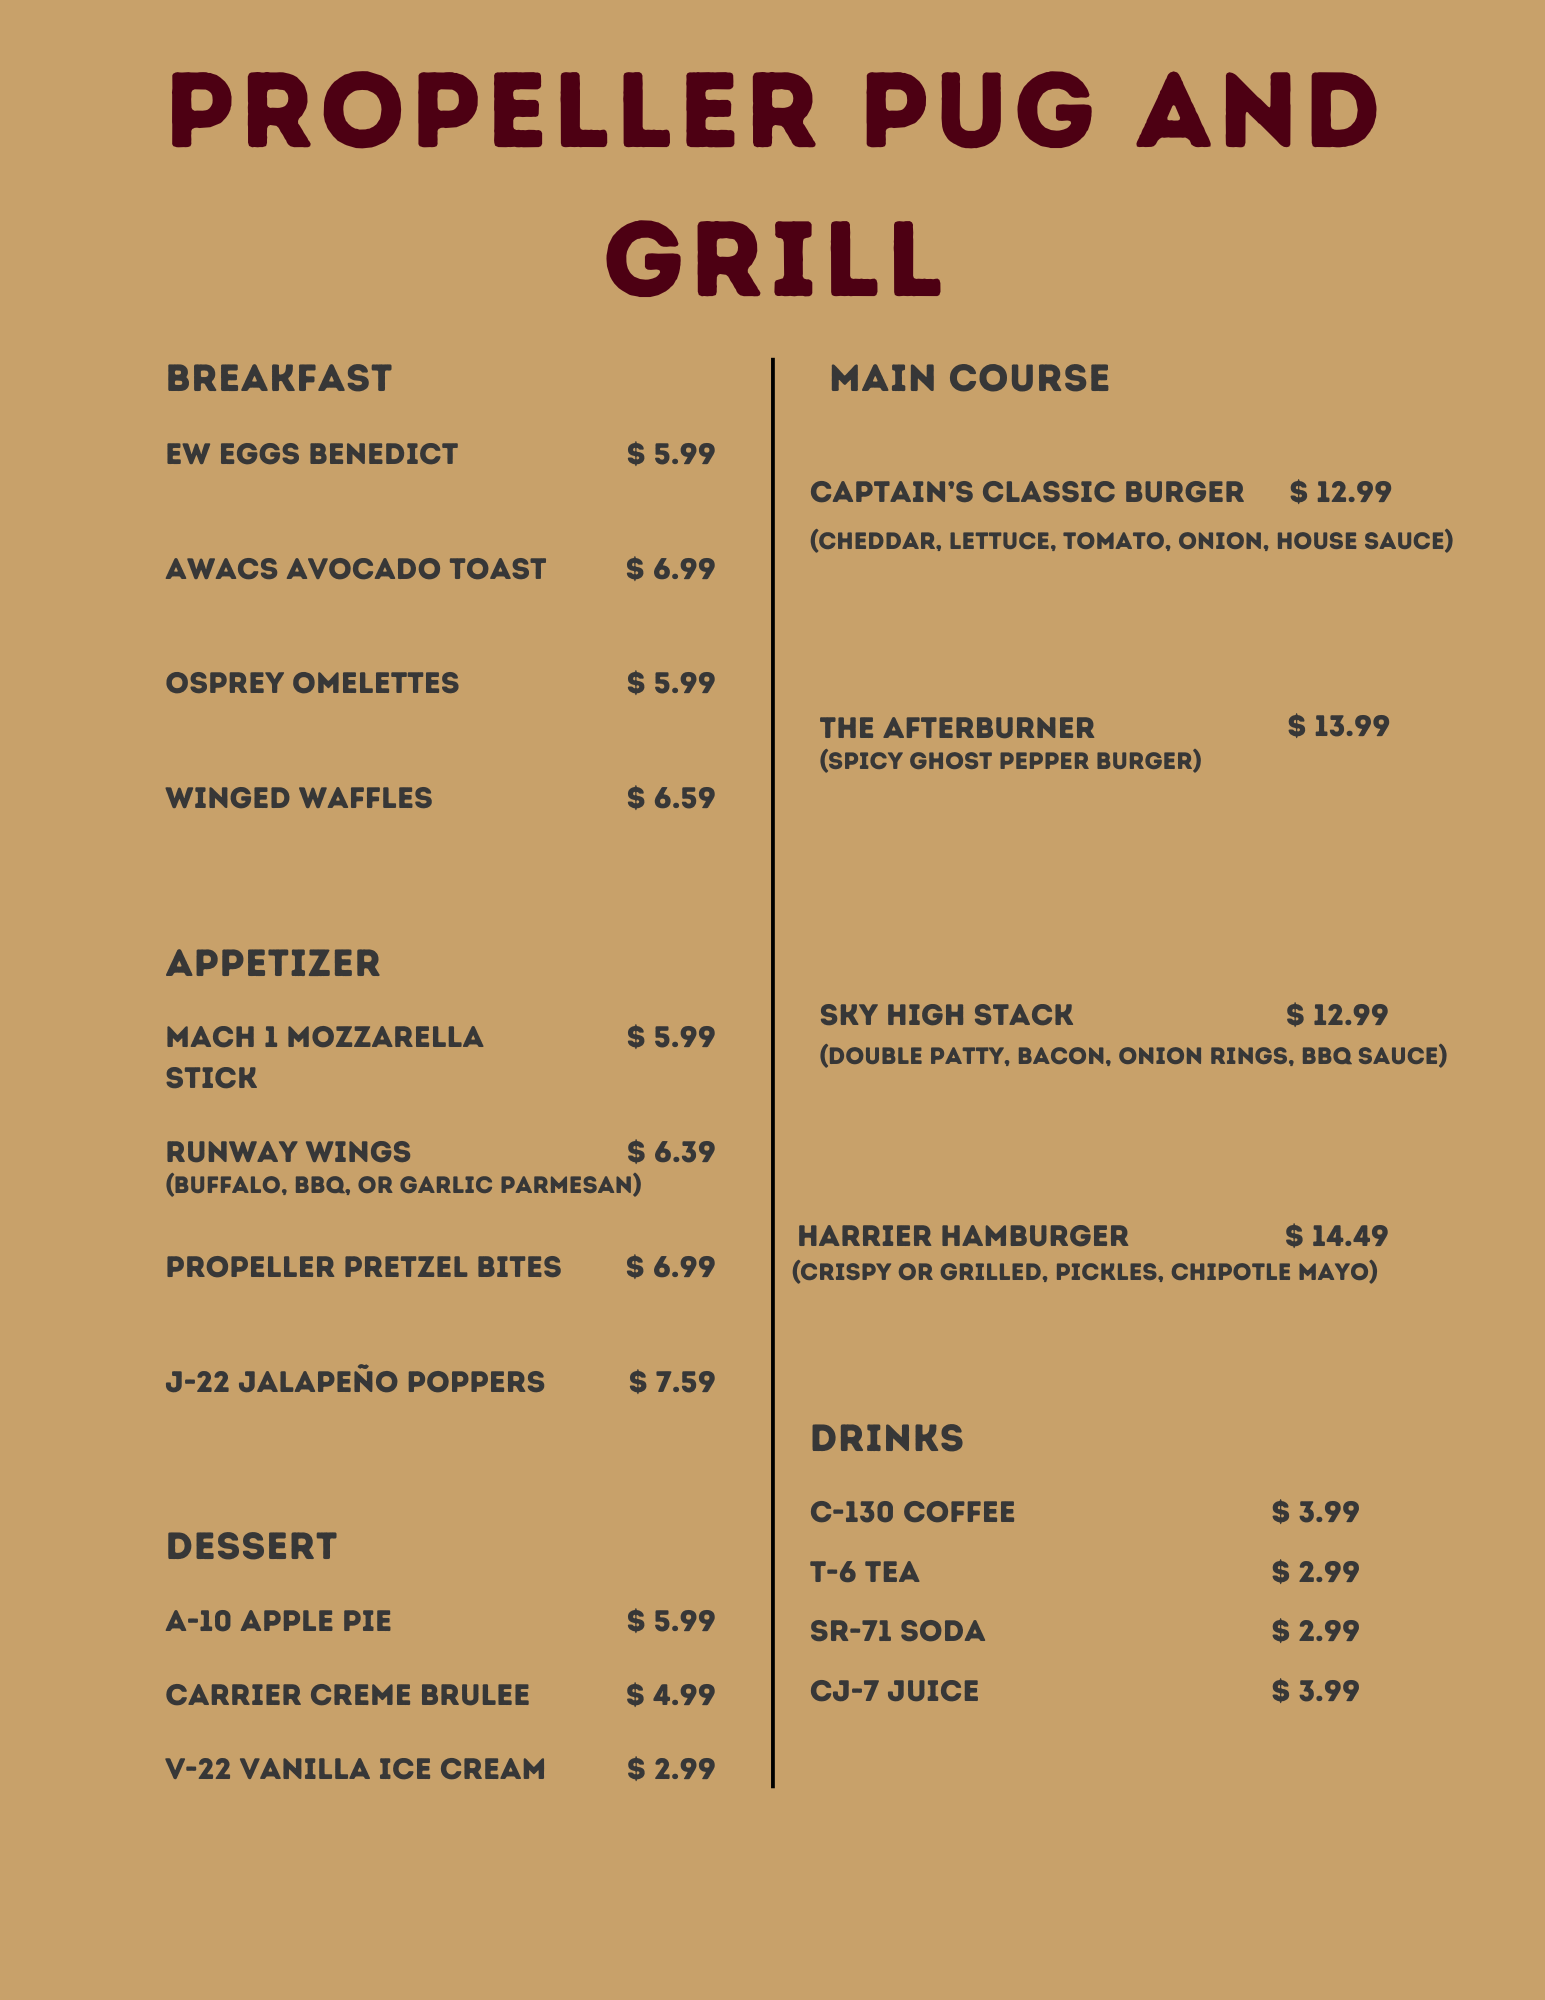 PROPELLER PUG AND
GRILL
BREAKFAST
EW EGGS BENEDICT $ 5.99
AWACS AVOCADO TOAST $ 6.99
OSPREY OMELETTES $ 5.99
WINGED WAFFLES $ 6.59
APPETIZER
MACH 1 MOZZARELLA $ 5.99
STICK
RUNWAY WINGS $ 6.39
(BUFFALO, BBQ, OR GARLIC PARMESAN)
PROPELLER PRETZEL BITES $ 6.99
J-22 JALAPEÑO POPPERS $ 7.59
DESSERT
A-10 APPLE PIE $ 5.99
CARRIER CREME BRULEE $ 4.99
V-22 VANILLA ICE CREAM $ 2.99
MAIN COURSE
CAPTAIN'S CLASSIC BURGER $ 12.99
(CHEDDAR, LETTUCE, TOMATO, ONION, HOUSE SAUCE)
THE AFTERBURNER $ 13.99
(SPICY GHOST PEPPER BURGER)
SKY HIGH STACK $ 12.99
(DOUBLE PATTY, BACON, ONION RINGS, BBQ SAUCE)
HARRIER HAMBURGER $ 14.49
(CRISPY OR GRILLED, PICKLES, CHIPOTLE MAYO)
DRINKS
C-130 COFFEE $ 3.99
T-6 TEA $ 2.99
SR-71 SODA $ 2.99
CJ-7 JUICE $ 3.99